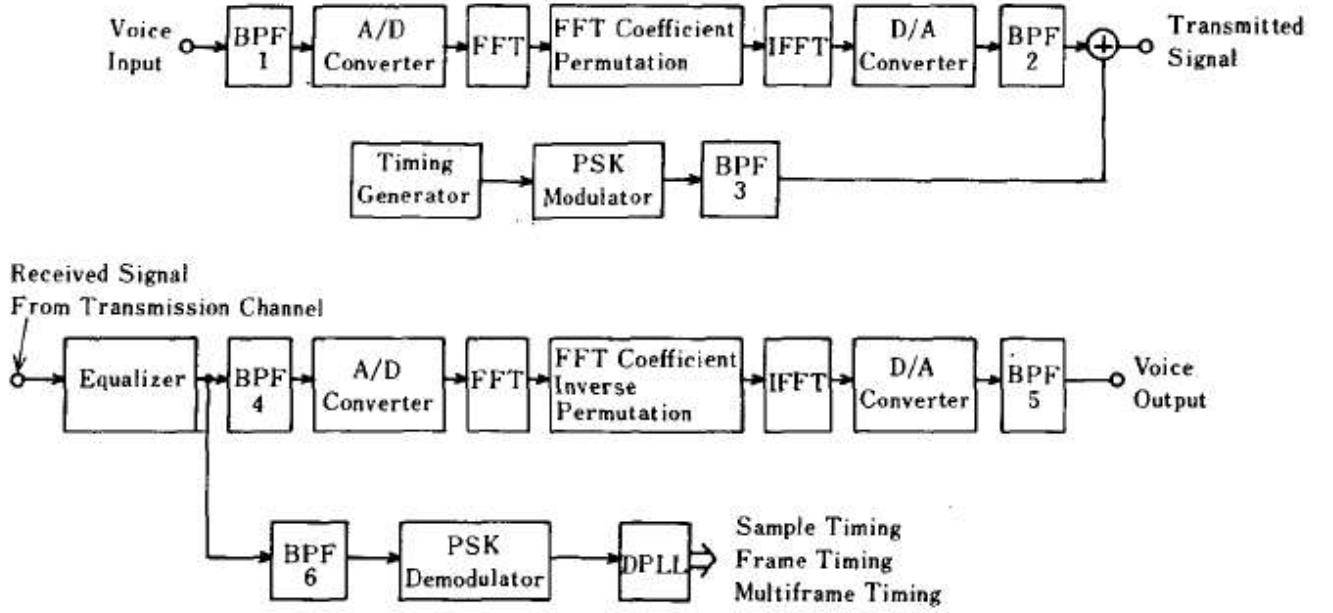 Voice
Input
BPF
1
A/D
Converter
FFT
FFT Coefficient
Permutation
IFFT
D/A
Converter
BPF
2
Transmitted
Signal
Timing
Generator
PSK
Modulator
BPF
3
Received Signal
From Transmission Channel
Equalizer
BPF
4
A/D
Converter
FFT
FFT Coefficient
Inverse
Permutation
IFFT
D/A
Converter
BPF
5
Voice
Output
BPF
6
PSK
Demodulator
DPLL
Sample Timing
Frame Timing
Multiframe Timing